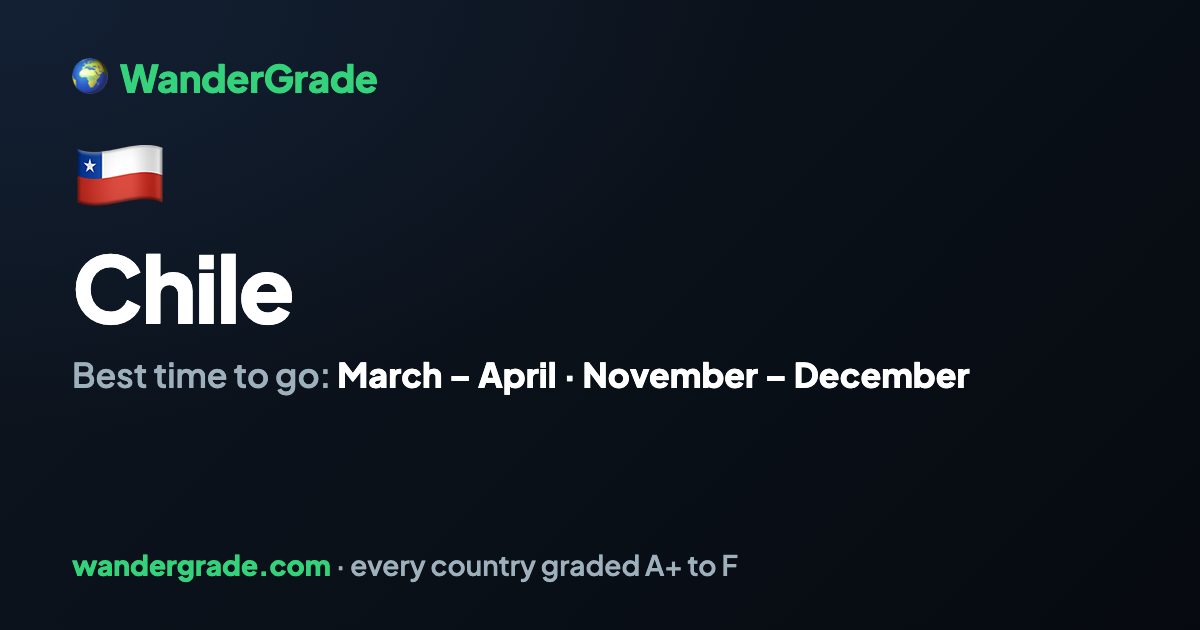 WanderGrade
Chile
Best time to go: March – April · November – December
wandergrade.com · every country graded A+ to F